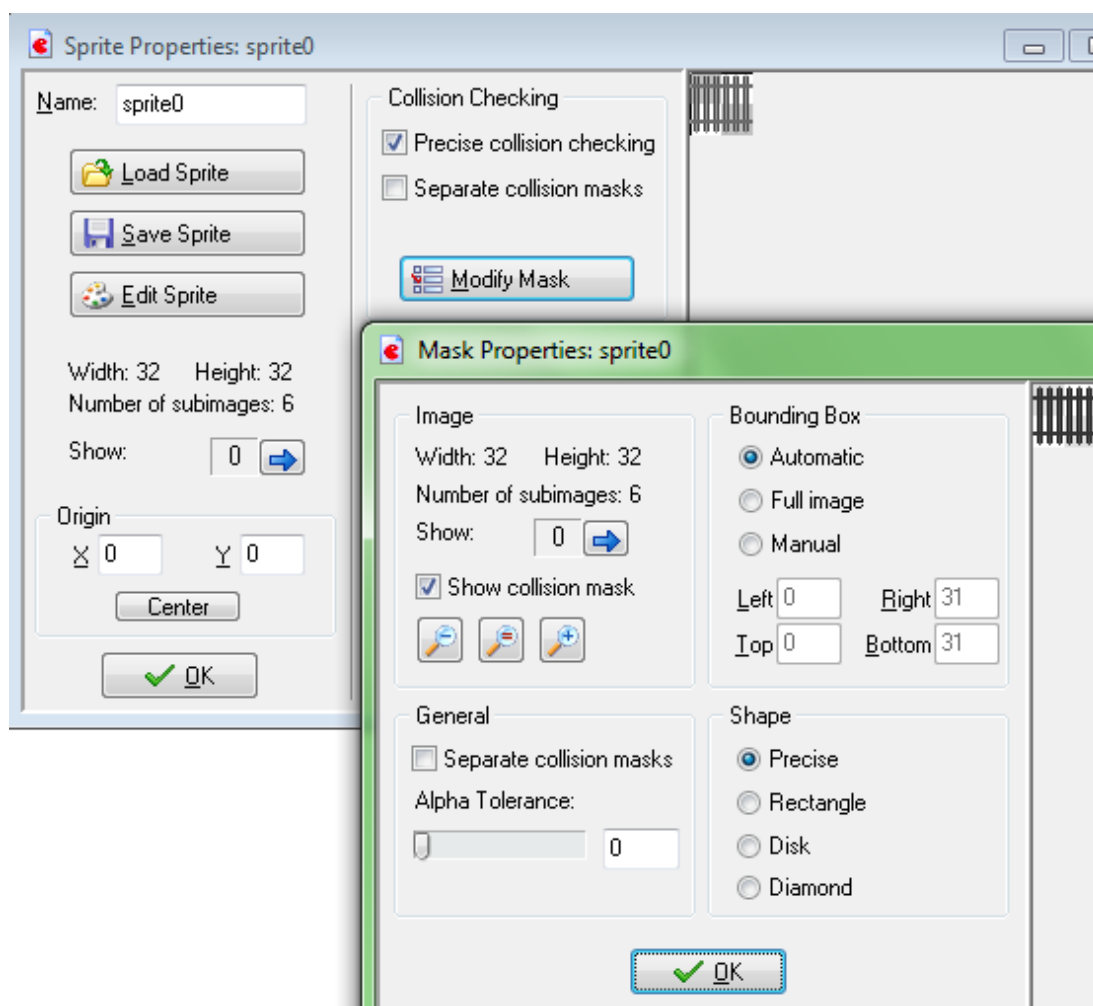 Sprite Properties: sprite0
Name: sprite0
Load Sprite
Save Sprite
Edit Sprite
Width: 32 Height: 32
Number of subimages: 6
Show: 0
Origin
X 0 Y 0
Center
OK
Collision Checking
Precise collision checking
Separate collision masks
Modify Mask
Mask Properties: sprite0
Image
Width: 32 Height: 32
Number of subimages: 6
Show: 0
Show collision mask
General
Separate collision masks
Alpha Tolerance:
0
Bounding Box
Automatic
Full image
Manual
Left 0 Right 31
Top 0 Bottom 31
Shape
Precise
Rectangle
Disk
Diamond
OK